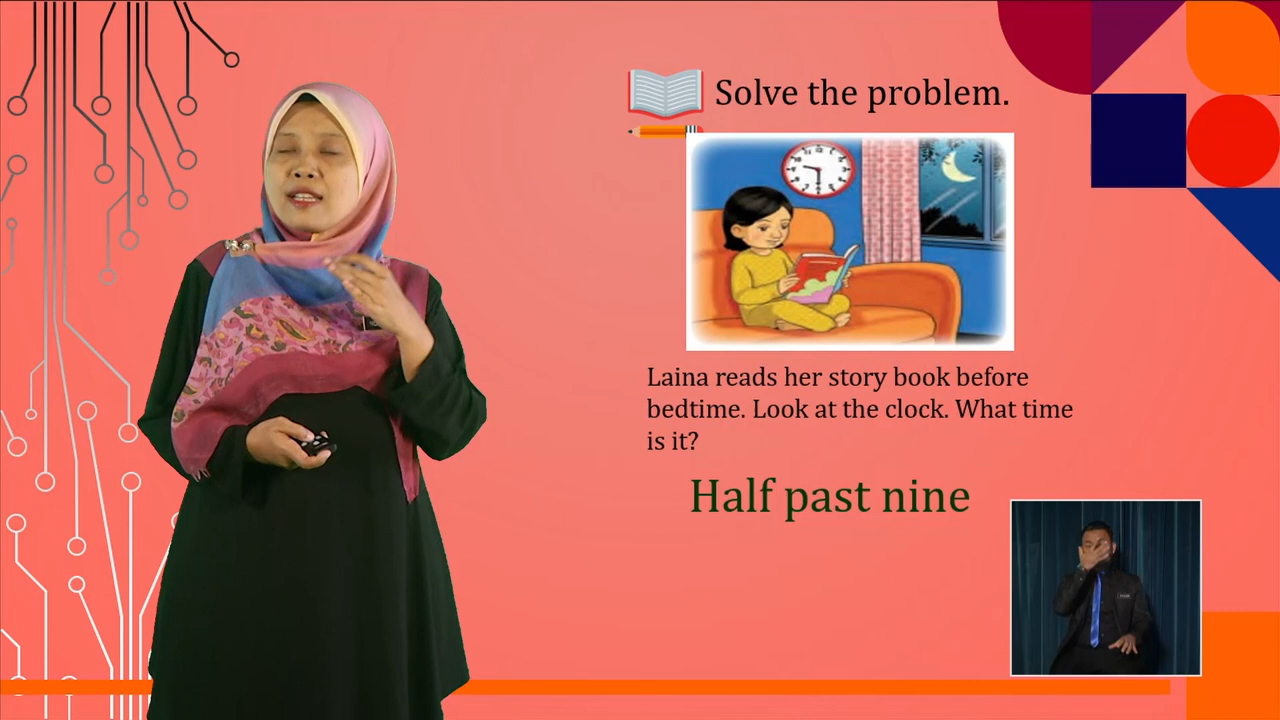 Solve the problem.
Laina reads her story book before
bedtime. Look at the clock. What time
is it?
Half past nine